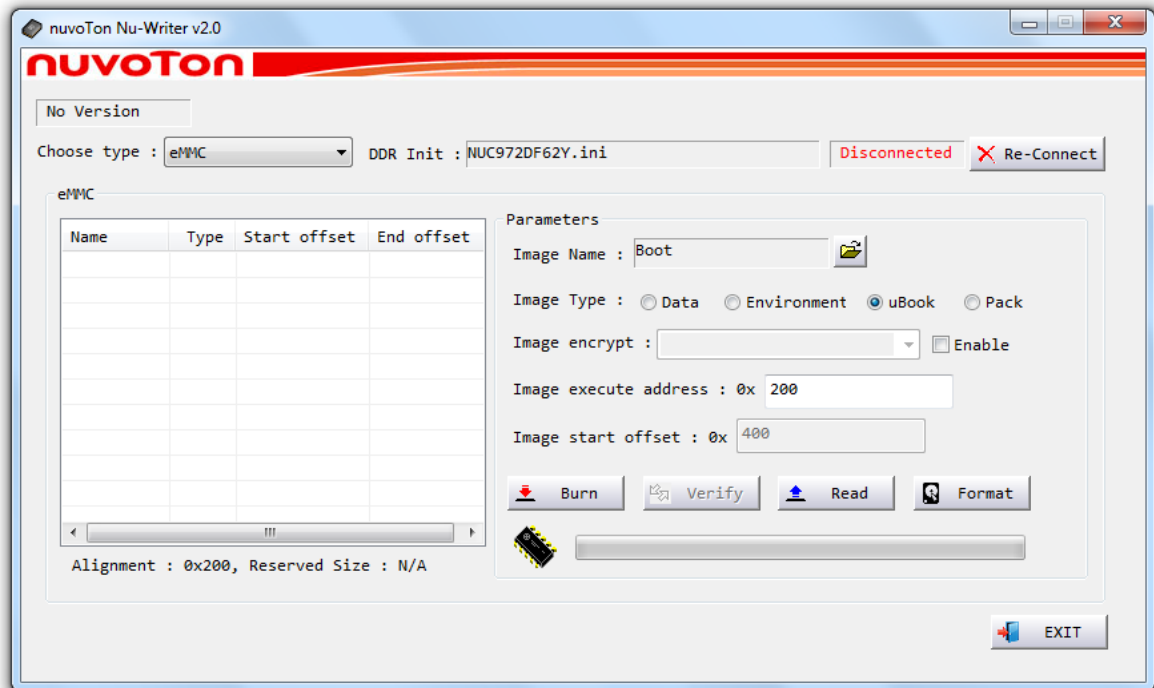 nuvoTon Nu-Writer v2.0
nuvoTon
No Version
Choose type : eMMC DDR Init : NUC972DF62Y.ini Disconnected Re-Connect
eMMC
Name Type Start offset End offset
Alignment : 0x200, Reserved Size : N/A
Parameters
Image Name : Boot
Image Type : Data Environment uBook Pack
Image encrypt : Enable
Image execute address : 0x 200
Image start offset : 0x 400
Burn Verify Read Format
EXIT